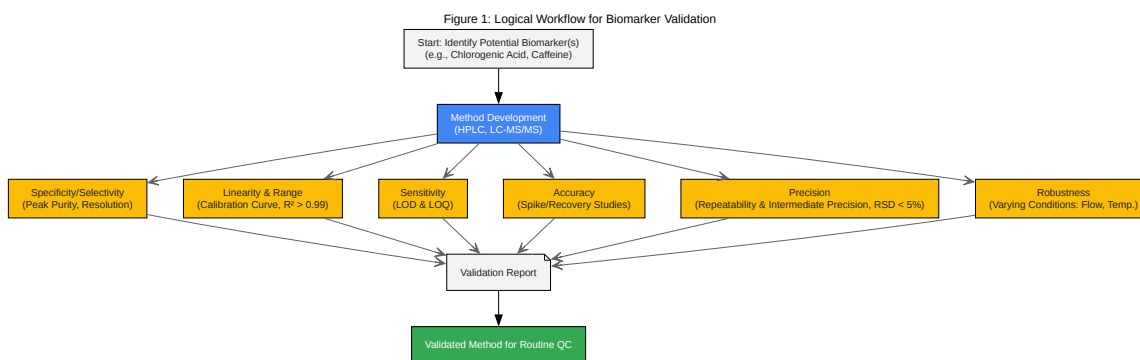 Figure 1: Logical Workflow for Biomarker Validation
Start: Identify Potential Biomarker(s)
(e.g., Chlorogenic Acid, Caffeine)
Method Development
(HPLC, LC-MS/MS)
Specificity/Selectivity
(Peak Purity, Resolution)
Linearity & Range
(Calibration Curve, R² > 0.99)
Sensitivity
(LOD & LOQ)
Accuracy
(Spike/Recovery Studies)
Precision
(Repeatability & Intermediate Precision, RSD < 5%)
Robustness
(Varying Conditions: Flow, Temp.)
Validation Report
Validated Method for Routine QC